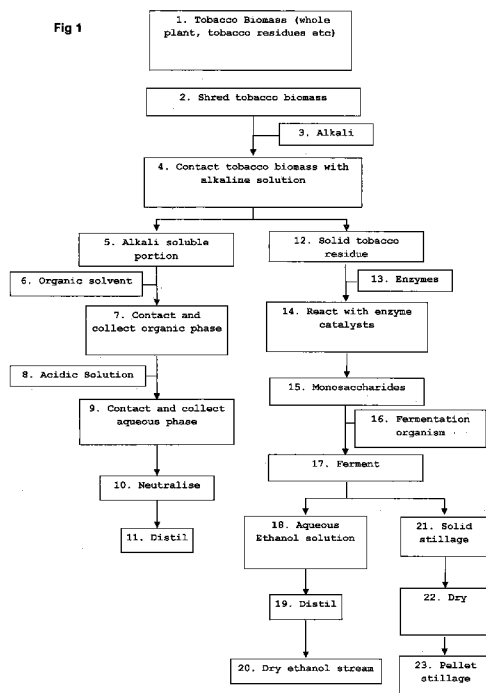 Fig 1
1. Tobacco Biomass (whole
plant, tobacco residues etc)
2. Shred tobacco biomass
3. Alkali
4. Contact tobacco biomass with
alkaline solution
5. Alkali soluble
portion
6. Organic solvent
7. Contact and
collect organic phase
8. Acidic Solution
9. Contact and collect
aqueous phase
10. Neutralise
11. Distil
12. Solid tobacco
residue
13. Enzymes
14. React with enzyme
catalysts
15. Monosaccharides
16. Fermentation
organism
17. Ferment
18. Aqueous
Ethanol solution
19. Distil
20. Dry ethanol stream
21. Solid
stillage
22. Dry
23. Pellet
stillage